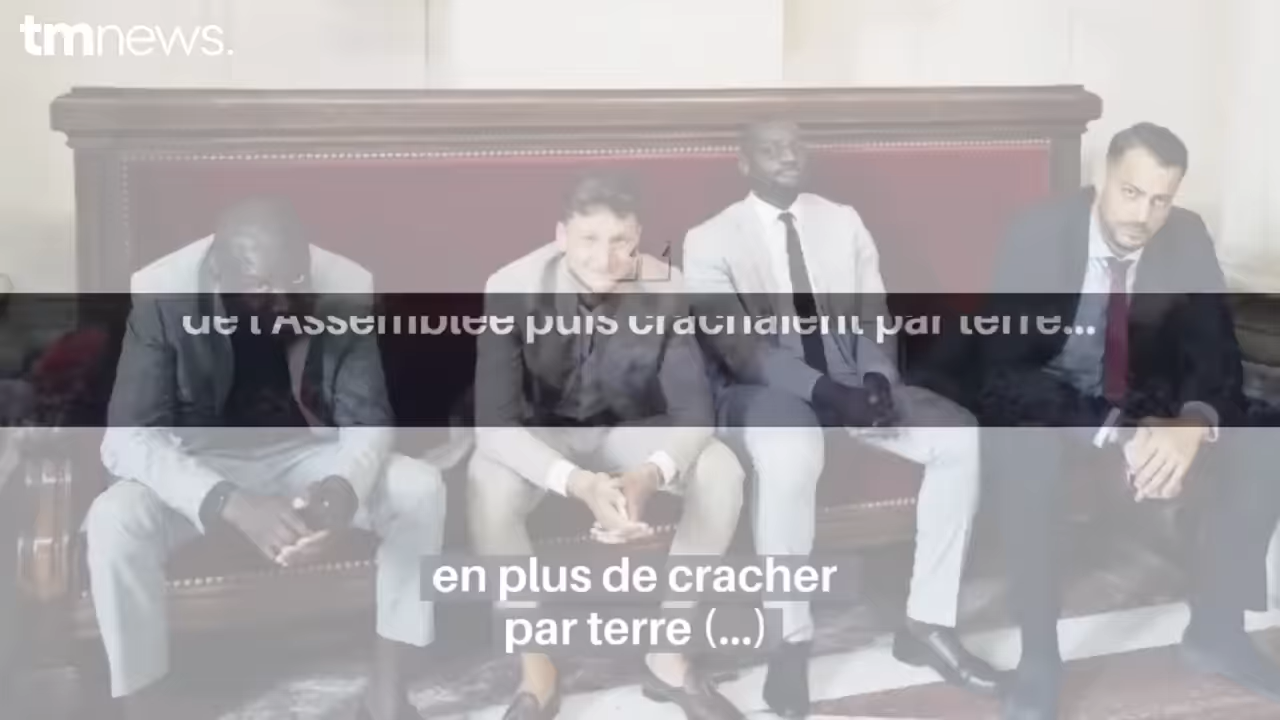 tmnews.
de l'Assemblée puis crachaient par terre...
en plus de cracher
par terre (...)